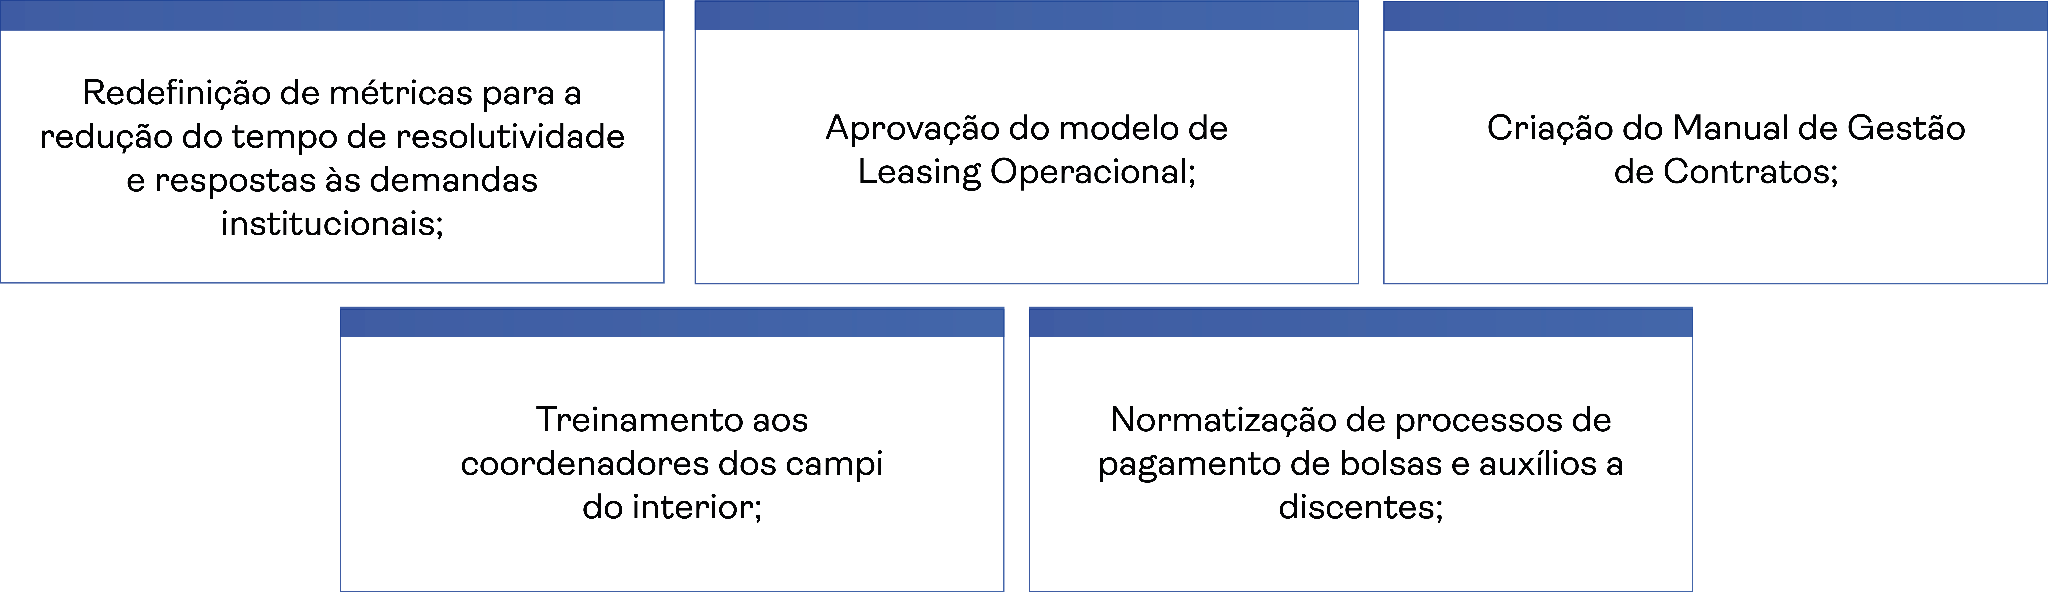 Redefinição de métricas para a
redução do tempo de resolutividade
e respostas às demandas
institucionais;
Aprovação do modelo de
Leasing Operacional;
Criação do Manual de Gestão
de Contratos;
Treinamento aos
coordenadores dos campi
do interior;
Normatização de processos de
pagamento de bolsas e auxílios a
discentes;